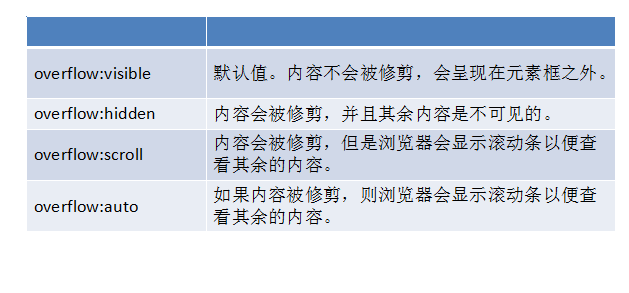 overflow:visible
默认值。内容不会被修剪，会呈现在元素框之外。
overflow:hidden
内容会被修剪，并且其余内容是不可见的。
overflow:scroll
内容会被修剪，但是浏览器会显示滚动条以便查
看其余的内容。
overflow:auto
如果内容被修剪，则浏览器会显示滚动条以便查
看其余的内容。